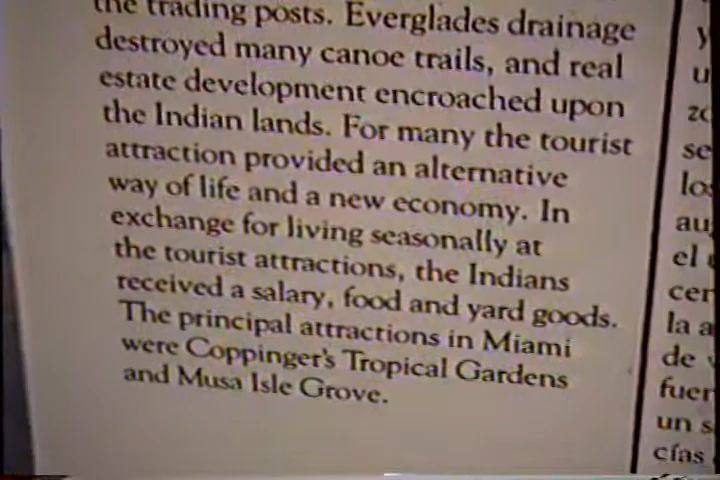 the trading posts. Everglades drainage
destroyed many canoe trails, and real
estate development encroached upon
the Indian lands. For many the tourist
attraction provided an alternative
way of life and a new economy. In
exchange for living seasonally at
the tourist attractions, the Indians
received a salary, food and yard goods.
The principal attractions in Miami
were Coppinger's Tropical Gardens
and Musa Isle Grove.
y
u
zo
se
los
au
el
cer
la a
de
fuer
un s
cías